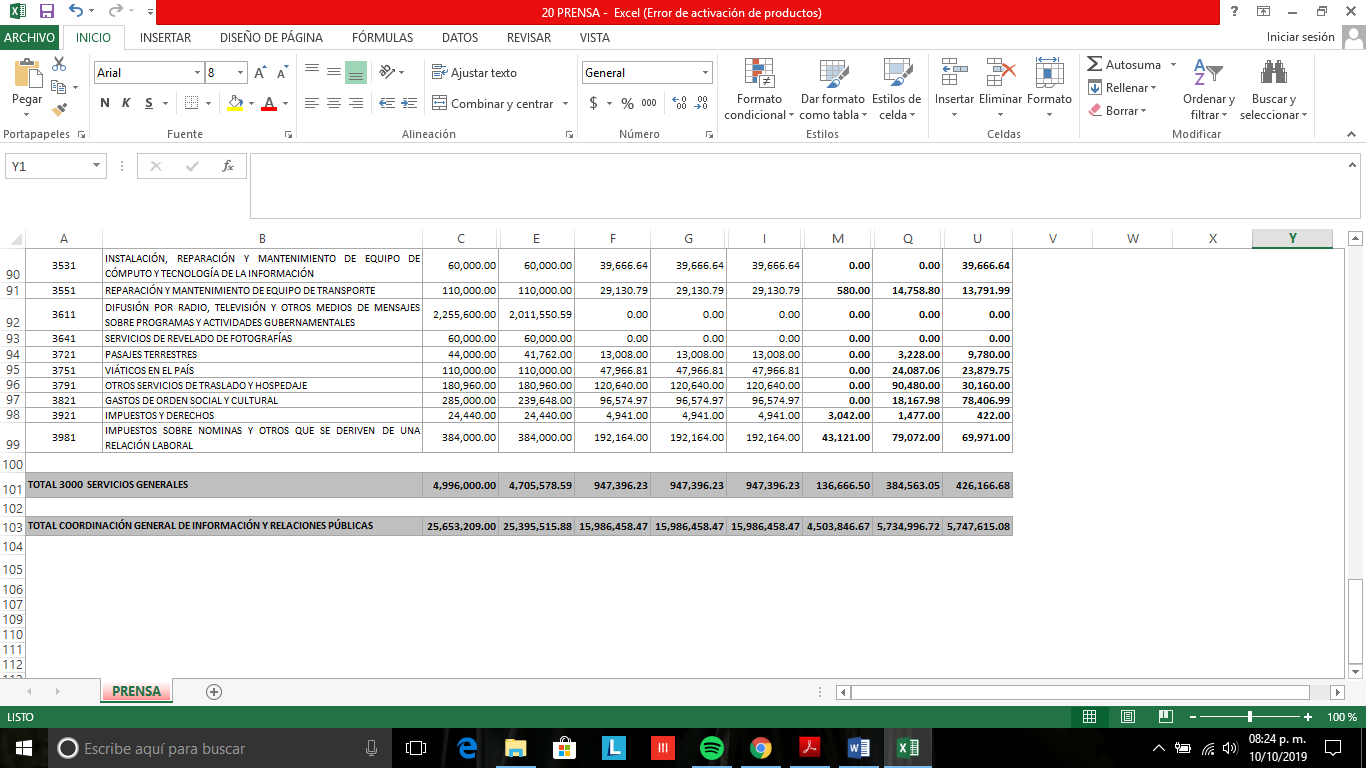 20 PRENSA - Excel (Error de activación de productos)
ARCHIVO INICIO INSERTAR DISEÑO DE PÁGINA FÓRMULAS DATOS REVISAR VISTA Iniciar sesión
Pegar Arial 8 Ajustar texto General Formato condicional Dar formato como tabla Estilos de celda Insertar Eliminar Formato Autosuma Rellenar Borrar Ordenar y filtrar Buscar y seleccionar
N K S A Combinar y centrar $ % 000
Portapapeles Fuente Alineación Número Estilos Celdas Modificar
Y1 fx
A B C E F G I M Q U V W X Y
90 3531 INSTALACIÓN, REPARACIÓN Y MANTENIMIENTO DE EQUIPO DE CÓMPUTO Y TECNOLOGÍA DE LA INFORMACIÓN 60,000.00 60,000.00 39,666.64 39,666.64 39,666.64 0.00 0.00 39,666.64
91 3551 REPARACIÓN Y MANTENIMIENTO DE EQUIPO DE TRANSPORTE 110,000.00 110,000.00 29,130.79 29,130.79 29,130.79 580.00 14,758.80 13,791.99
92 3611 DIFUSIÓN POR RADIO, TELEVISIÓN Y OTROS MEDIOS DE MENSAJES SOBRE PROGRAMAS Y ACTIVIDADES GUBERNAMENTALES 2,255,600.00 2,011,550.59 0.00 0.00 0.00 0.00 0.00 0.00
93 3641 SERVICIOS DE REVELADO DE FOTOGRAFÍAS 60,000.00 60,000.00 0.00 0.00 0.00 0.00 0.00 0.00
94 3721 PASAJES TERRESTRES 44,000.00 41,762.00 13,008.00 13,008.00 13,008.00 0.00 3,228.00 9,780.00
95 3751 VIÁTICOS EN EL PAÍS 110,000.00 110,000.00 47,966.81 47,966.81 47,966.81 0.00 24,087.06 23,879.75
96 3791 OTROS SERVICIOS DE TRASLADO Y HOSPEDAJE 180,960.00 180,960.00 120,640.00 120,640.00 120,640.00 0.00 90,480.00 30,160.00
97 3821 GASTOS DE ORDEN SOCIAL Y CULTURAL 285,000.00 239,648.00 96,574.97 96,574.97 96,574.97 0.00 18,167.98 78,406.99
98 3921 IMPUESTOS Y DERECHOS 24,440.00 24,440.00 4,941.00 4,941.00 4,941.00 3,042.00 1,477.00 422.00
99 3981 IMPUESTOS SOBRE NOMINAS Y OTROS QUE SE DERIVEN DE UNA RELACIÓN LABORAL 384,000.00 384,000.00 192,164.00 192,164.00 192,164.00 43,121.00 79,072.00 69,971.00
100
101 TOTAL 3000 SERVICIOS GENERALES 4,996,000.00 4,705,578.59 947,396.23 947,396.23 947,396.23 136,666.50 384,563.05 426,166.68
102
103 TOTAL COORDINACIÓN GENERAL DE INFORMACIÓN Y RELACIONES PÚBLICAS 25,653,209.00 25,395,515.88 15,986,458.47 15,986,458.47 15,986,458.47 4,503,846.67 5,734,996.72 5,747,615.08
104
105
106
107
109
110
111
112
PRENSA
LISTO 100 %
Escribe aquí para buscar 08:24 p. m.
10/10/2019